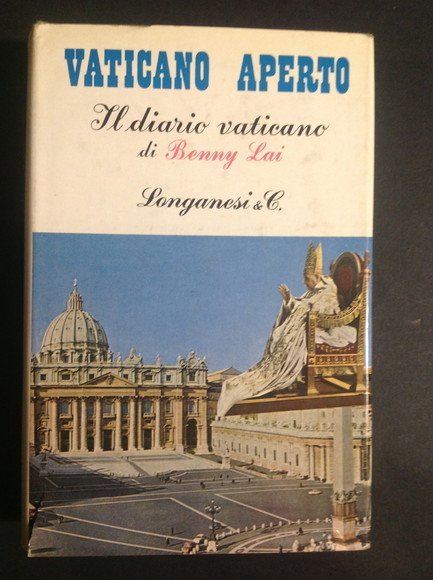 VATICANO APERTO
Il diario vaticano
di Benny Lai
Longanesi & C.